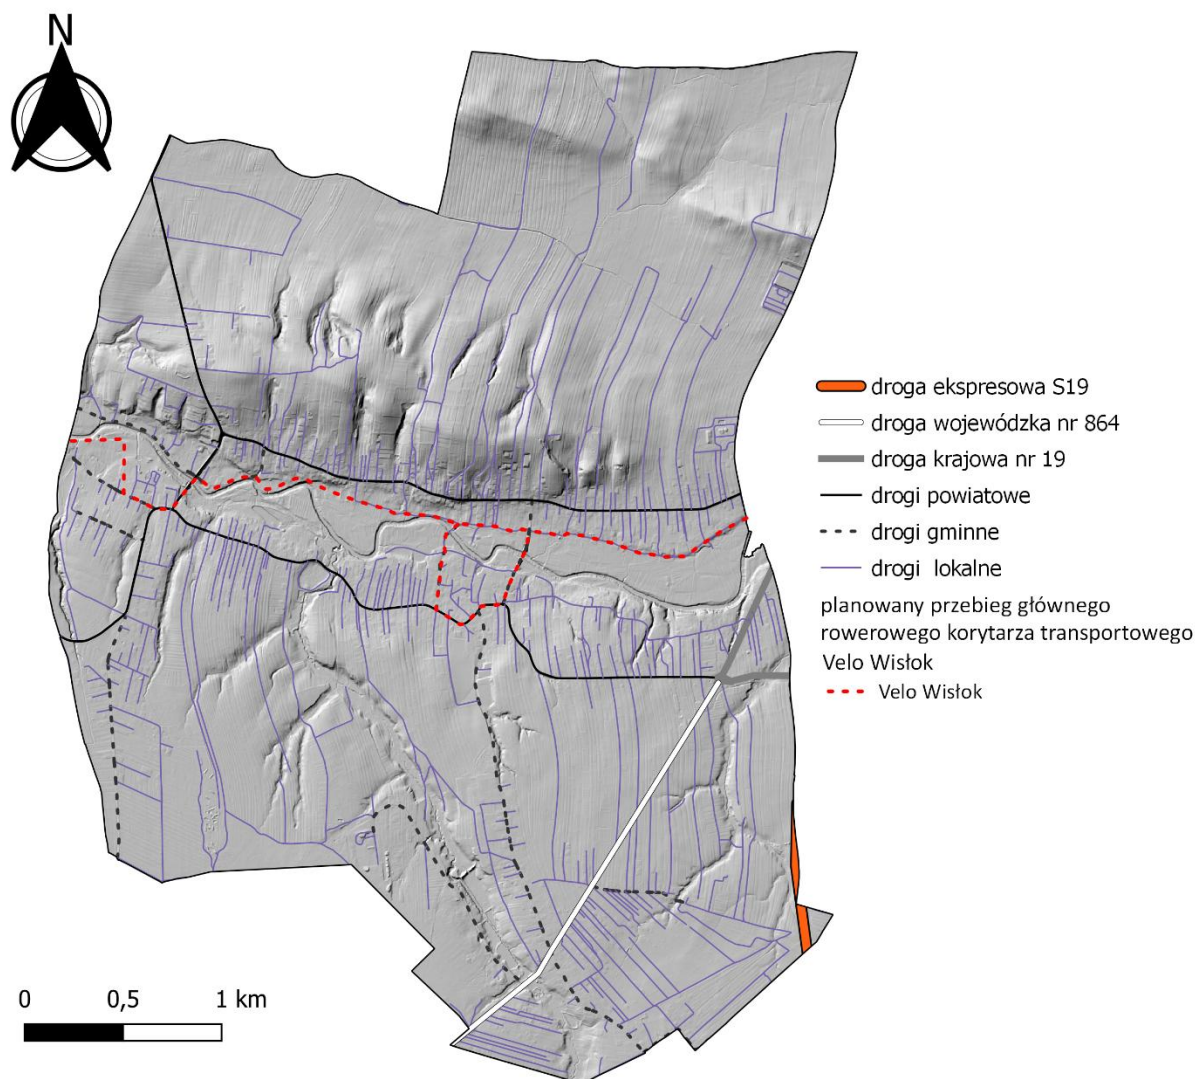 N
droga ekspresowa S19
droga wojewódzka nr 864
droga krajowa nr 19
drogi powiatowe
drogi gminne
drogi lokalne
planowany przebieg głównego
rowerowego korytarza transportowego
Velo Wisłok
Velo Wisłok
0 0,5 1 km